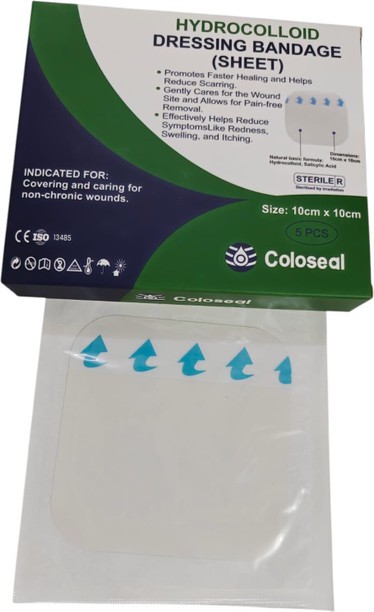 HYDROCOLLOID
DRESSING BANDAGE
(SHEET)
• Promotes Faster Healing and Helps
Reduce Scarring.
• Gently Cares for the Wound
Site and Allows for Pain-free
Removal.
• Effectively Helps Reduce
SymptomsLike Redness,
Swelling, and Itching.
Dimensions:
10cm x 10cm
Natural basic formula:
Hydrocolloid, Salicylic Acid
STERILE R
Sterilised by irradiation
INDICATED FOR:
Covering and caring for
non-chronic wounds.
Size: 10cm x 10cm
5 PCS
CE ISO 13485
Coloseal
Coloseal